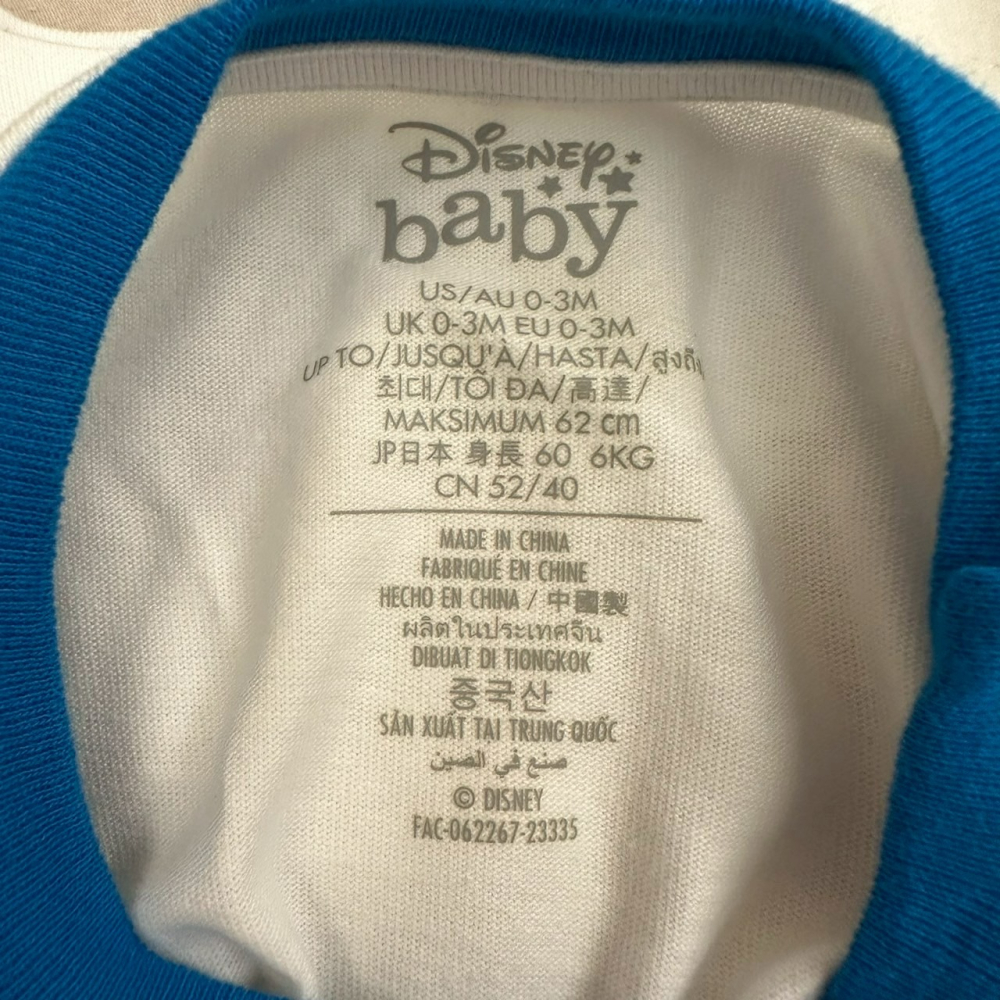 Disney
baby
US/AU 0-3M
UK 0-3M EU 0-3M
UP TO/JUSQU'À/HASTA/สูงถึง
최대/TỐI ĐA/高達/
MAKSIMUM 62 cm
JP日本 身長 60 6KG
CN 52/40
MADE IN CHINA
FABRIQUÉ EN CHINE
HECHO EN CHINA / 中國製
ผลิตในประเทศจีน
DIBUAT DI TIONGKOK
중국산
SẢN XUẤT TẠI TRUNG QUỐC
صنع في الصين
© DISNEY
FAC-062267-23335